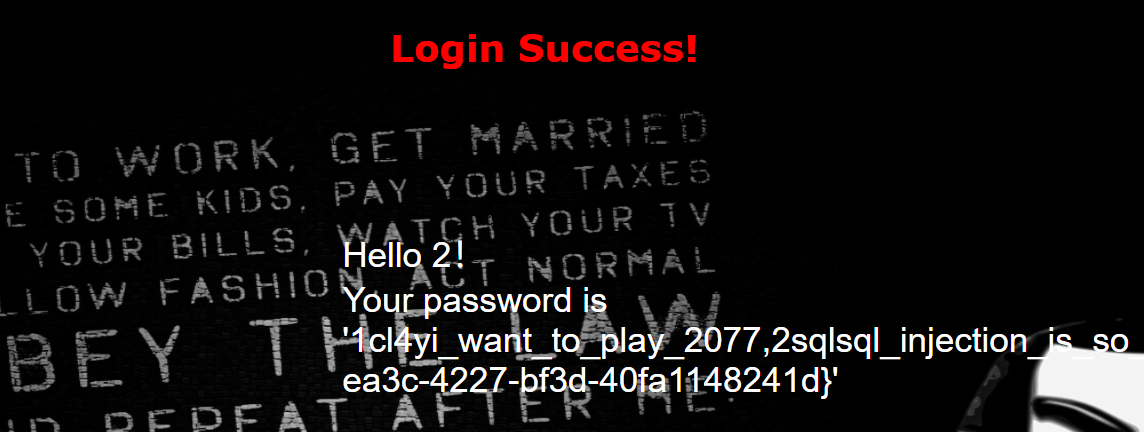 Login Success!
TO WORK, GET MARRIED
E SOME KIDS, PAY YOUR TAXES
YOUR BILLS, WATCH YOUR TV
LLOW FASHION, ACT NORMAL
BEY THE LAW
REPEAT AFTER ME:
Hello 2！
Your password is
'1cl4yi_want_to_play_2077,2sqlsql_injection_is_so
ea3c-4227-bf3d-40fa1148241d}'